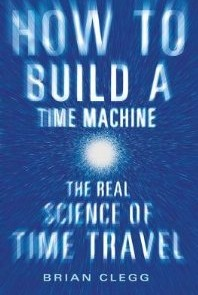 HOW TO
BUILD A
TIME MACHINE
THE REAL
SCIENCE OF
TIME TRAVEL
BRIAN CLEGG